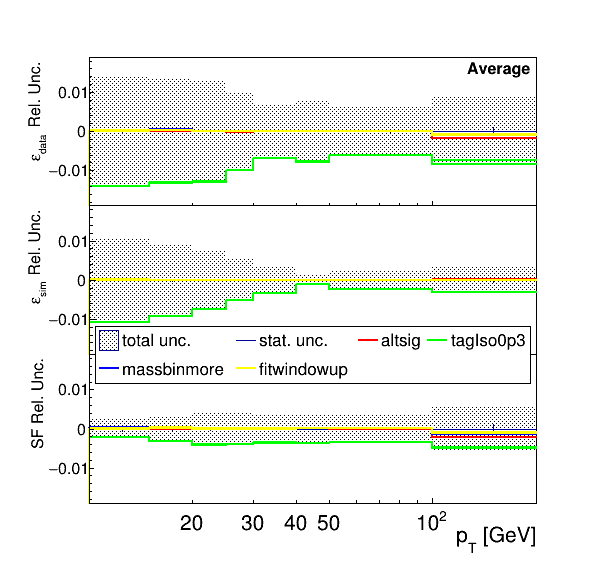 Average
ε_data Rel. Unc.
0.01
0
−0.01
ε_sim Rel. Unc.
0.01
0
−0.01
total unc. stat. unc. altsig tagIso0p3
massbinmore fitwindowup
SF Rel. Unc.
0.01
0
−0.01
20 30 40 50 10^2
p_T [GeV]